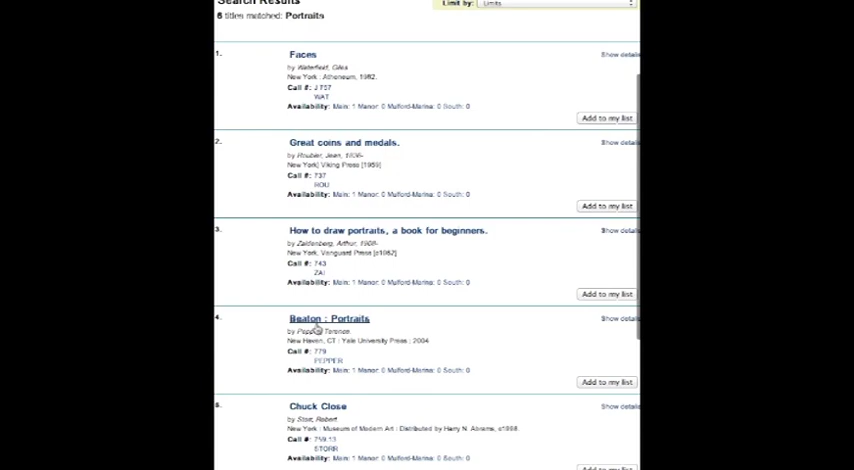 Search Results
Limit by: Limits
6 titles matched: Portraits
1. Faces Show details
by Waterfield, Giles
New York : Atheneum, 1982.
Call #: J 757
WAT
Availability: Main: 1 Manor: 0 Mulford-Marina: 0 South: 0
Add to my list
2. Great coins and medals. Show details
by Roubier, Jean, 1896-
New York] Viking Press [1959]
Call #: 737
ROU
Availability: Main: 1 Manor: 0 Mulford-Marina: 0 South: 0
Add to my list
3. How to draw portraits, a book for beginners. Show details
by Zaidenberg, Arthur, 1908-
New York, Vanguard Press [c1962]
Call #: 743
ZAI
Availability: Main: 1 Manor: 0 Mulford-Marina: 0 South: 0
Add to my list
4. Beaton : Portraits Show details
by Terence
New Haven, CT : Yale University Press : 2004
Call #: 779
PEPPER
Availability: Main: 1 Manor: 0 Mulford-Marina: 0 South: 0
Add to my list
5. Chuck Close Show details
by Storr, Robert
New York : Museum of Modern Art : Distributed by Harry N. Abrams, c1998.
Call #: 759.13
STORR
Availability: Main: 1 Manor: 0 Mulford-Marina: 0 South: 0
Add to my list